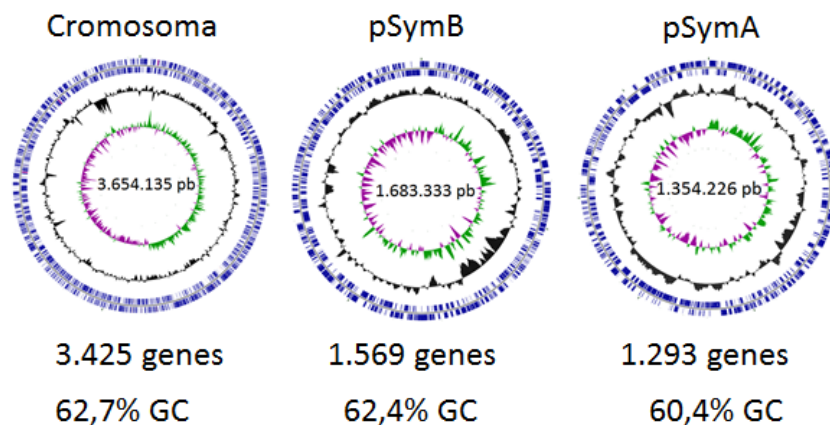 Cromosoma
pSymB
pSymA
3.654.135 pb
1.683.333 pb
1.354.226 pb
3.425 genes
1.569 genes
1.293 genes
62,7% GC
62,4% GC
60,4% GC